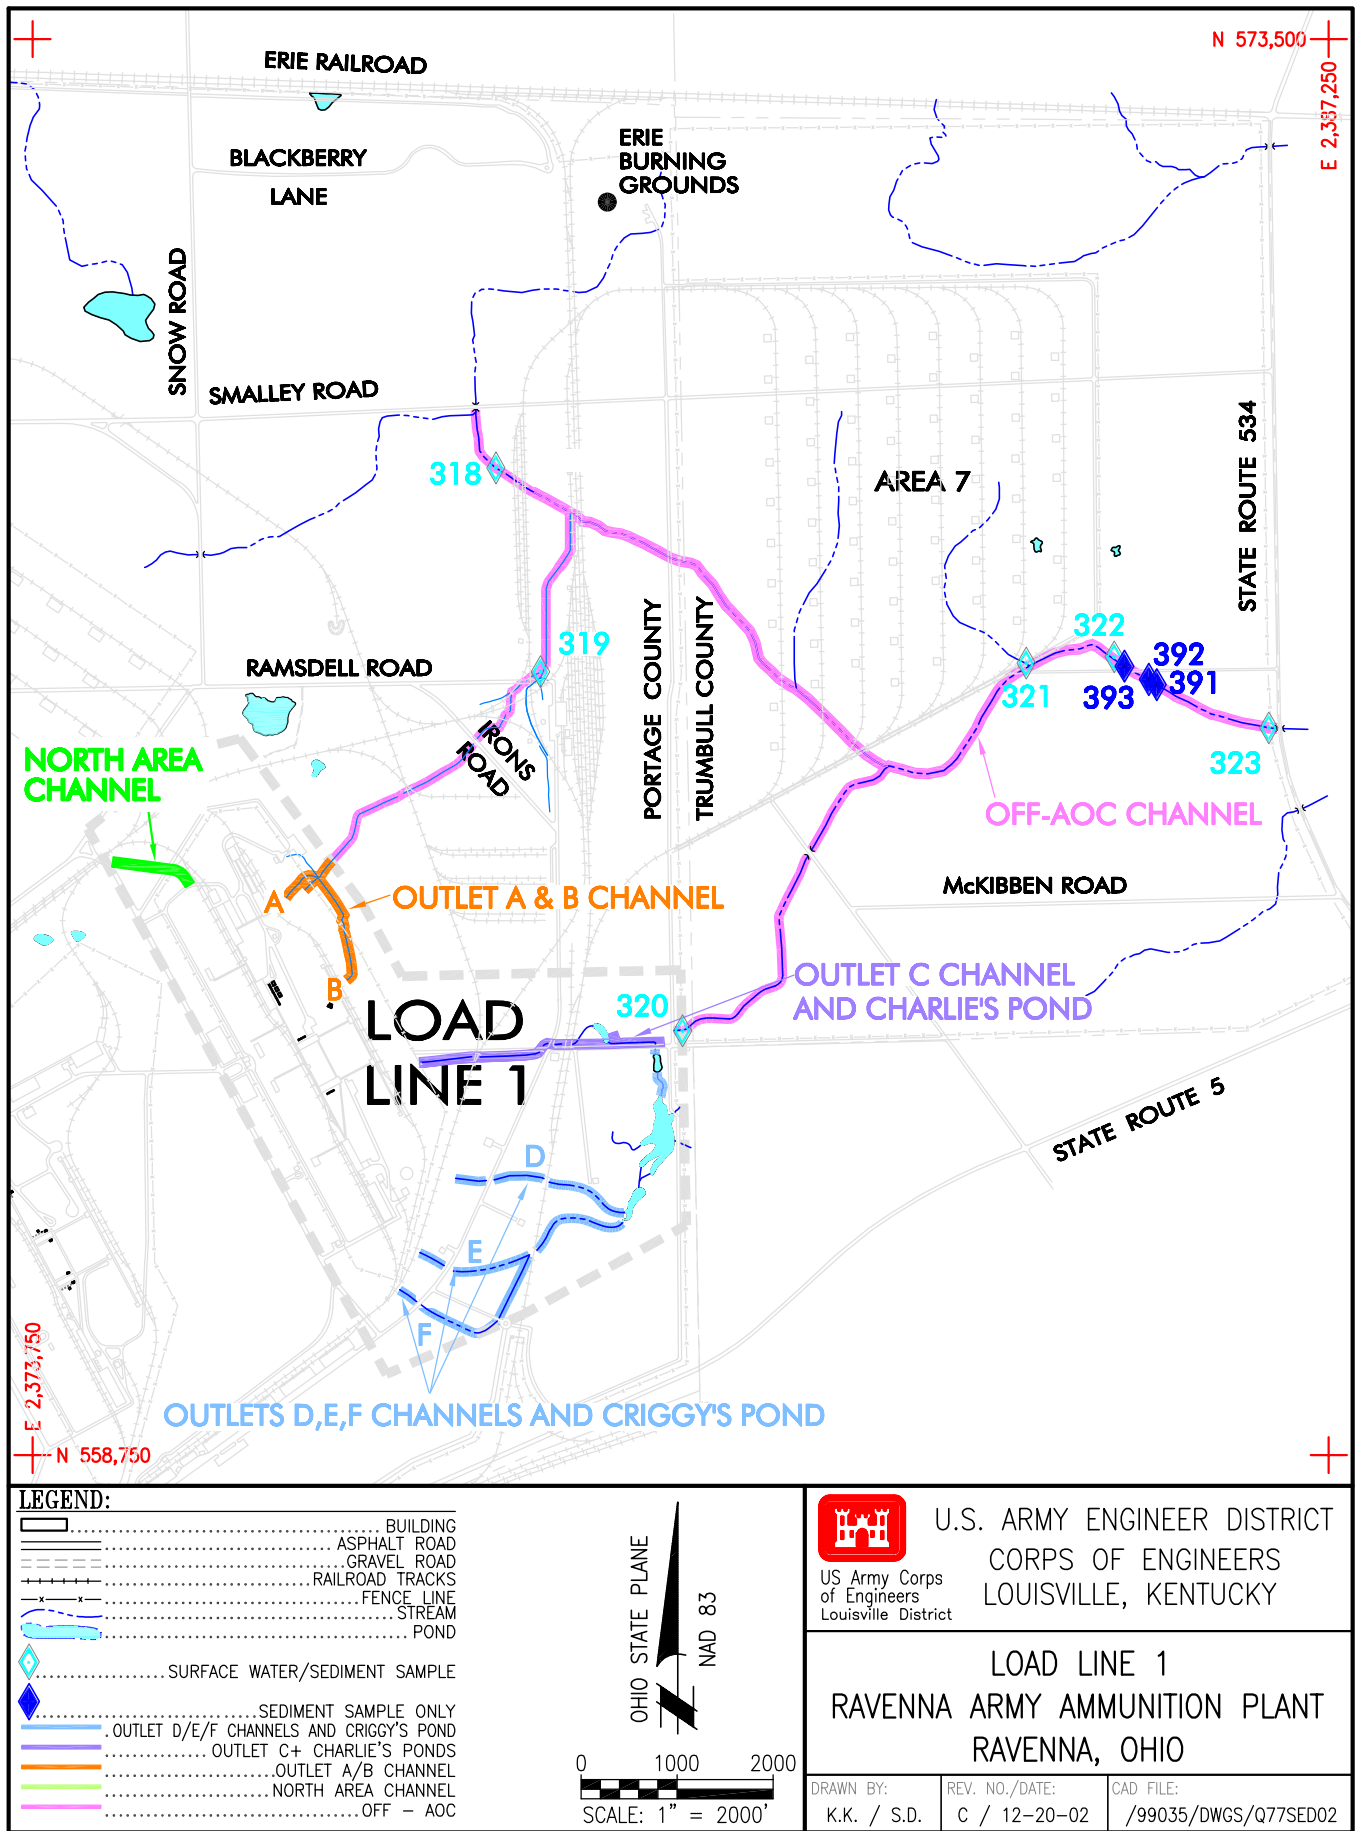 N 573,500
E 2,387,250
ERIE RAILROAD
BLACKBERRY
LANE
ERIE
BURNING
GROUNDS
SNOW ROAD
SMALLEY ROAD
318
AREA 7
STATE ROUTE 534
319
RAMSDELL ROAD
PORTAGE COUNTY
TRUMBULL COUNTY
322
392
391
393
321
323
IRONS
ROAD
NORTH AREA
CHANNEL
OFF-AOC CHANNEL
McKIBBEN ROAD
A
OUTLET A & B CHANNEL
B
OUTLET C CHANNEL
AND CHARLIE'S POND
320
LOAD
LINE 1
STATE ROUTE 5
D
E
F
OUTLETS D,E,F CHANNELS AND CRIGGY'S POND
E 2,373,750
N 558,750
LEGEND:
BUILDING
ASPHALT ROAD
GRAVEL ROAD
RAILROAD TRACKS
FENCE LINE
STREAM
POND
SURFACE WATER/SEDIMENT SAMPLE
SEDIMENT SAMPLE ONLY
OUTLET D/E/F CHANNELS AND CRIGGY'S POND
OUTLET C+ CHARLIE'S PONDS
OUTLET A/B CHANNEL
NORTH AREA CHANNEL
OFF - AOC
OHIO STATE PLANE
NAD 83
0 1000 2000
SCALE: 1" = 2000'
US Army Corps
of Engineers
Louisville District
U.S. ARMY ENGINEER DISTRICT
CORPS OF ENGINEERS
LOUISVILLE, KENTUCKY
LOAD LINE 1
RAVENNA ARMY AMMUNITION PLANT
RAVENNA, OHIO
DRAWN BY:
K.K. / S.D.
REV. NO./DATE:
C / 12-20-02
CAD FILE:
/99035/DWGS/Q77SED02